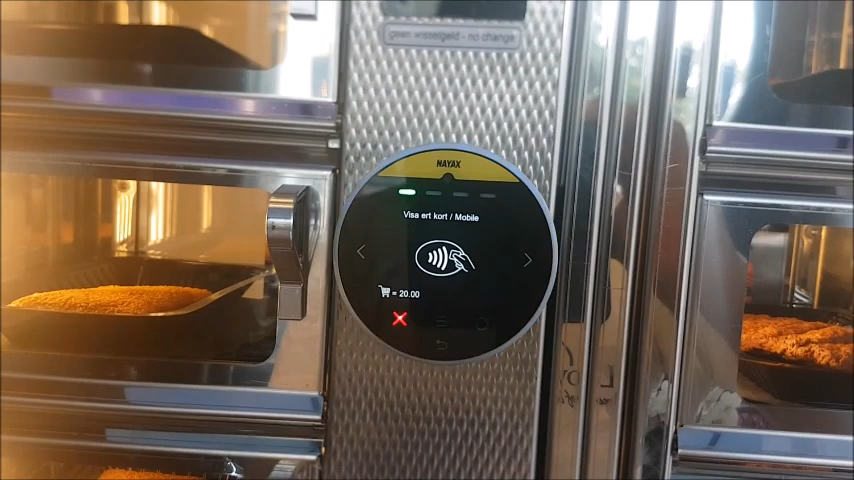 geen wisselgeld - no change
NAYAX
Visa ert kort / Mobile
= 20.00